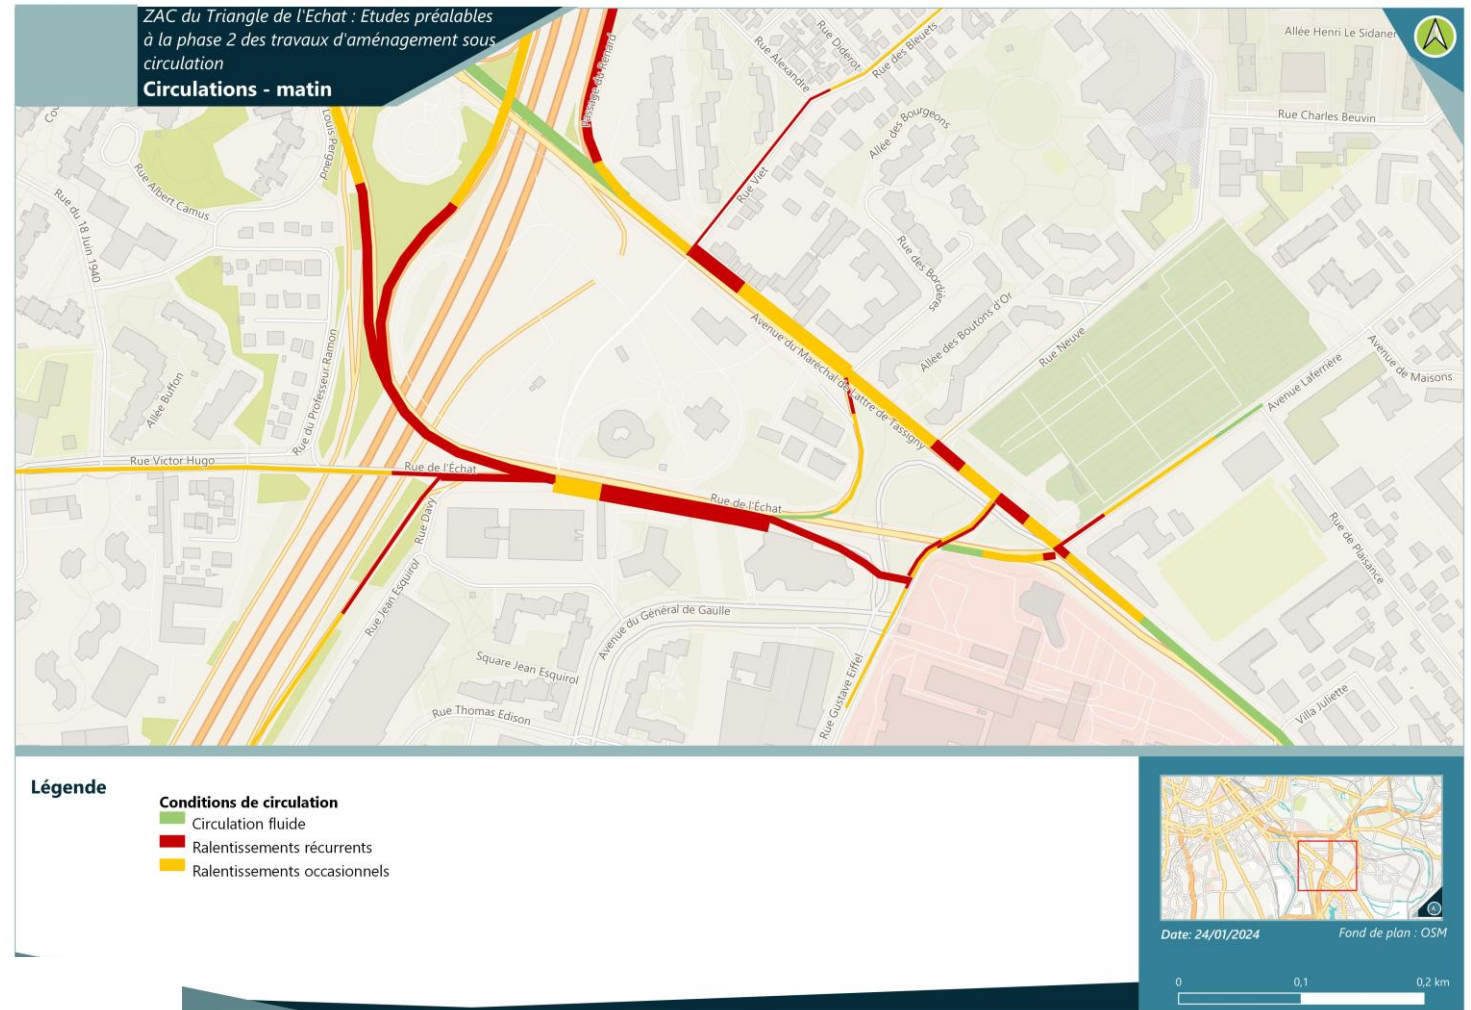 ZAC du Triangle de l'Echat : Etudes préalables
à la phase 2 des travaux d'aménagement sous
circulation
Circulations - matin
Allée Henri Le Sidaner
Rue Charles Beuvin
Rue Alexandre
Rue Diderot
Rue des Bleuets
Passage du Renard
Allée des Bourgeons
Rue Viet
Louis Pergaud
Rue Albert Camus
Rue du 18 Juin 1940
Rue des Bordières
Allée des Boutons d'Or
Rue Neuve
Avenue du Maréchal de Lattre de Tassigny
Avenue Laferrière
Avenue de Maisons
Allée Buffon
Rue du Professeur Ramon
Rue Victor Hugo
Rue de l'Échat
Rue de l'Échat
Rue Davy
Rue Jean Esquirol
Rue de Plaisance
Avenue du Général de Gaulle
Square Jean Esquirol
Rue Gustave Eiffel
Rue Thomas Edison
Villa Juliette
Légende
Conditions de circulation
Circulation fluide
Ralentissements récurrents
Ralentissements occasionnels
Date: 24/01/2024
Fond de plan : OSM
0 0,1 0,2 km